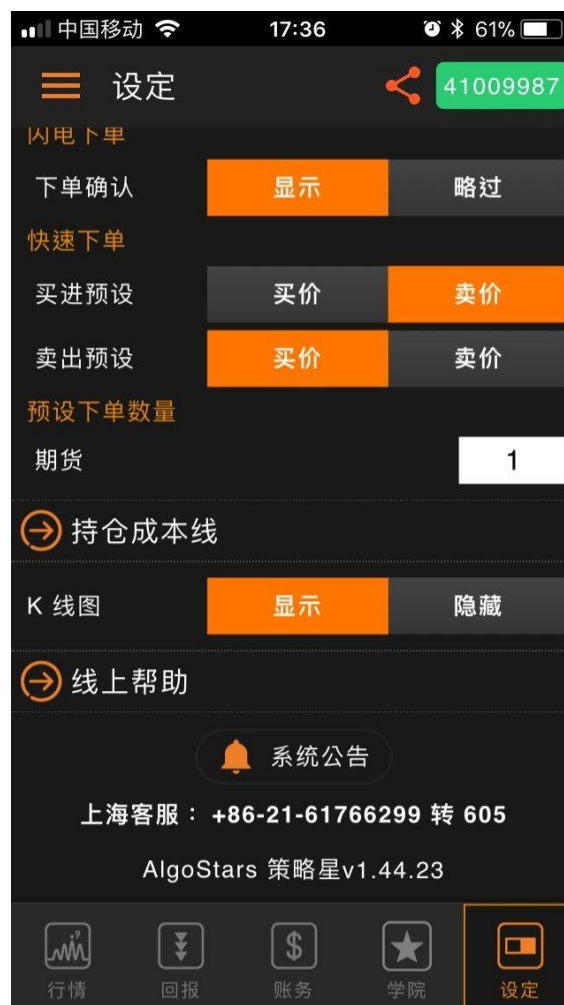 中国移动 17:36 61%
设定 41009987
闪电下单
下单确认 显示 略过
快速下单
买进预设 买价 卖价
卖出预设 买价 卖价
预设下单数量
期货 1
持仓成本线
K 线图 显示 隐藏
线上帮助
系统公告
上海客服： +86-21-61766299 转 605
AlgoStars 策略星v1.44.23
行情 回报 账务 学院 设定